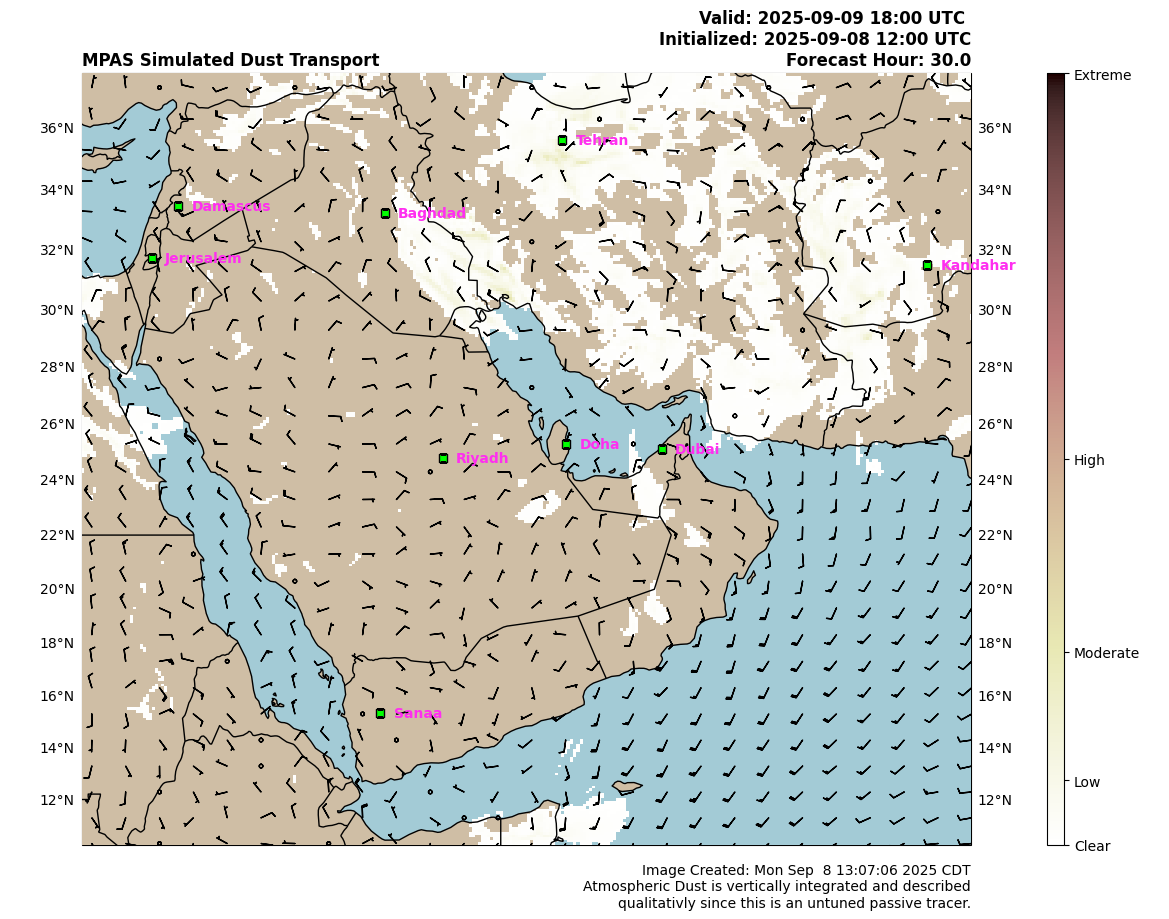 Valid: 2025-09-09 18:00 UTC
Initialized: 2025-09-08 12:00 UTC
MPAS Simulated Dust Transport Forecast Hour: 30.0
Extreme
36°N 36°N
Tehran
34°N 34°N
Damascus
Baghdad
32°N 32°N
Jerusalem
Kandahar
30°N 30°N
28°N 28°N
26°N 26°N
Doha
Dubai
Riyadh
High
24°N 24°N
22°N 22°N
20°N 20°N
18°N 18°N
Moderate
16°N 16°N
Sanaa
14°N 14°N
Low
12°N 12°N
Clear
Image Created: Mon Sep  8 13:07:06 2025 CDT
Atmospheric Dust is vertically integrated and described
qualitativly since this is an untuned passive tracer.